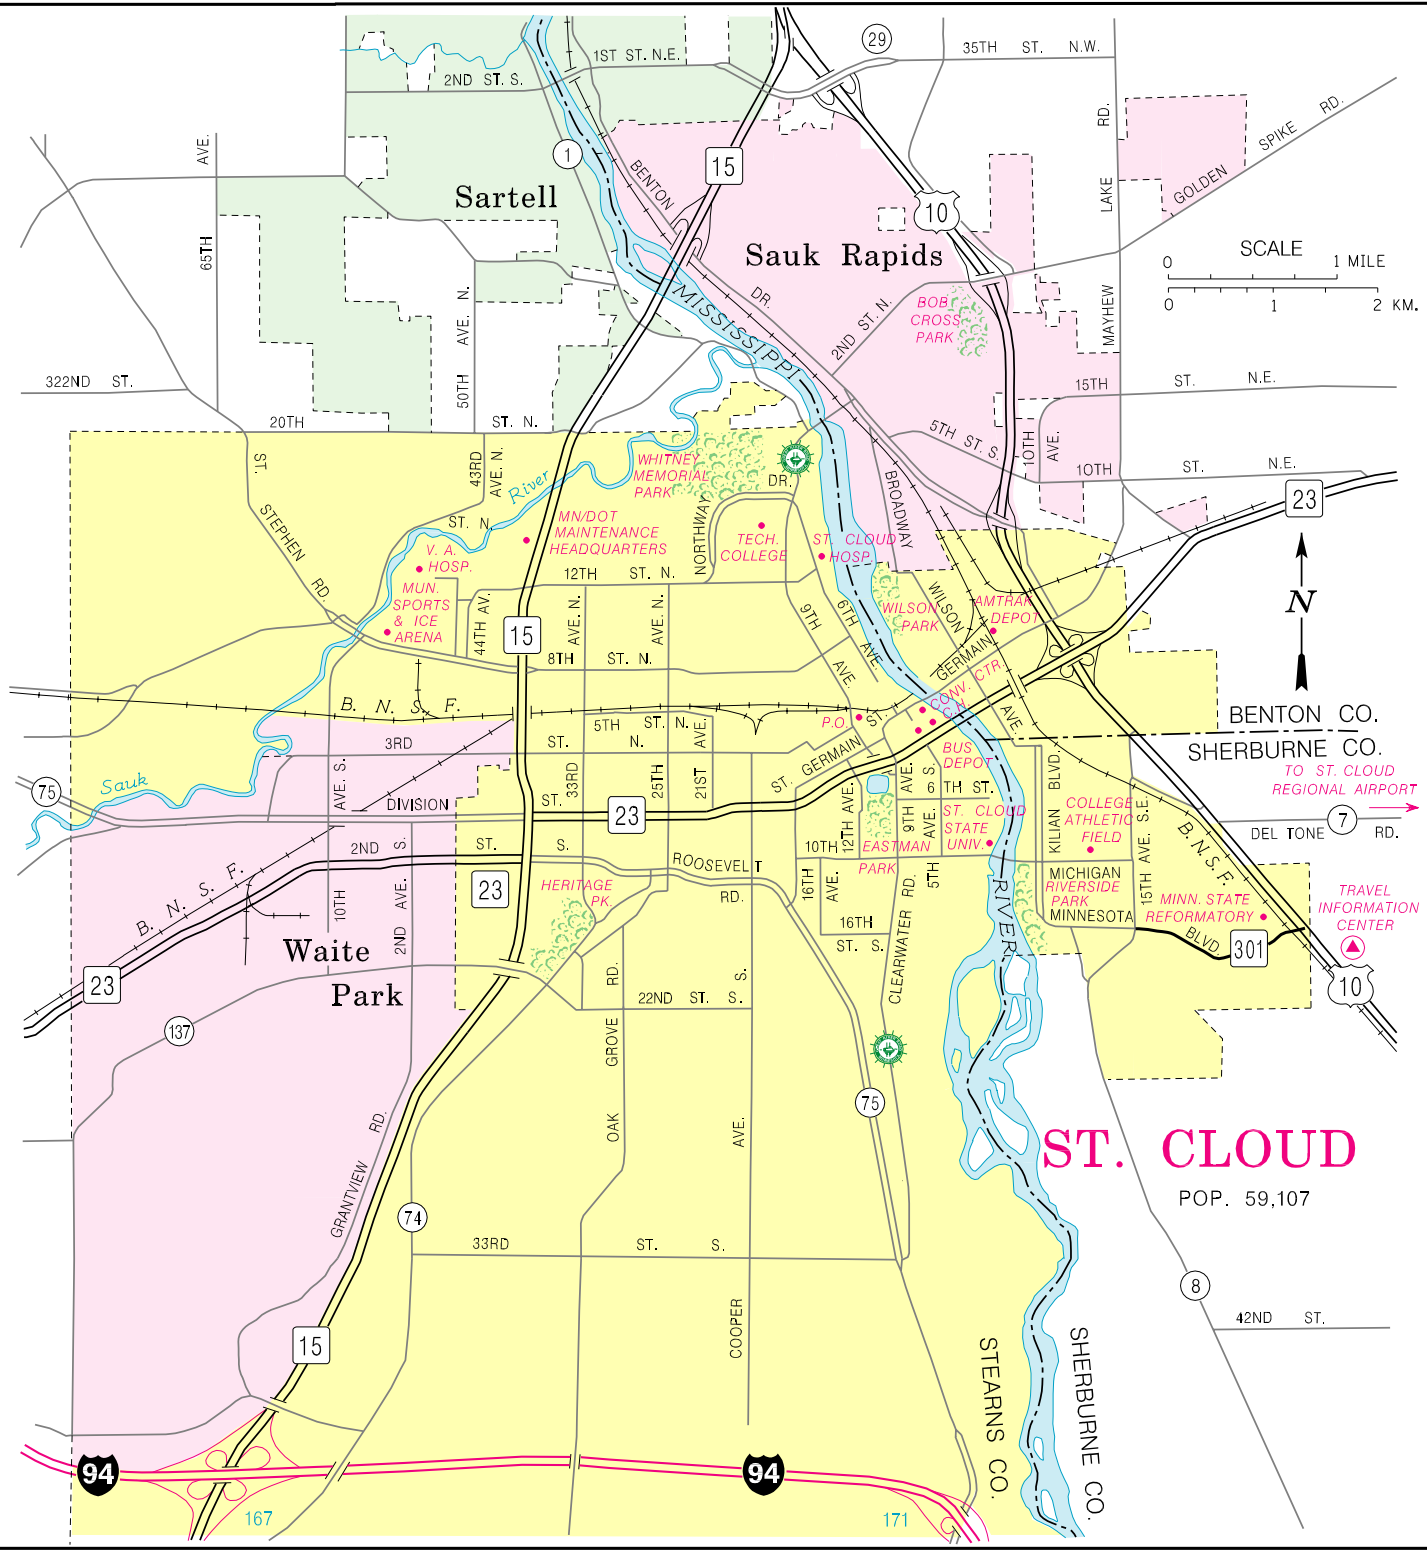 29
35TH ST. N.W.
1ST ST. N.E.
2ND ST. S.
RD.
SPIKE
GOLDEN
1
15
BENTON
DR.
65TH AVE.
Sartell
10
MAYHEW LAKE RD.
Sauk Rapids
SCALE
0 1 MILE
0 1 2 KM.
MISSISSIPPI
RIVER
2ND ST. N.
BOB
CROSS
PARK
50TH AVE. N.
322ND ST.
15TH ST. N.E.
20TH ST. N.
5TH ST. S.
10TH AVE.
10TH ST. N.E.
43RD AVE. N.
River
WHITNEY
MEMORIAL
PARK
DR.
NORTHWAY
BROADWAY
23
ST. STEPHEN RD.
ST. N.
MN/DOT
MAINTENANCE
HEADQUARTERS
TECH.
COLLEGE
ST. CLOUD
HOSP.
V. A.
HOSP.
12TH ST. N.
MUN.
SPORTS
& ICE
ARENA
44TH AV.
15
AVE. N.
AVE. N.
9TH AVE.
6TH AVE.
WILSON
PARK
WILSON
AVE.
AMTRAK
DEPOT
N
8TH ST. N.
GERMAIN
B. N. S. F.
5TH ST. N.
P.O.
ST.
CONV. CTR.
BENTON CO.
SHERBURNE CO.
3RD ST. N.
AVE.
ST. GERMAIN
BUS
DEPOT
TO ST. CLOUD
REGIONAL AIRPORT
75
Sauk
AVE. S.
DIVISION ST.
33RD
25TH
21ST
23
12TH AVE.
AVE.
9TH
6 TH ST.
S.
AVE.
5TH
ST. CLOUD
STATE
UNIV.
KILIAN BLVD.
COLLEGE
ATHLETIC
FIELD
7
DEL TONE RD.
15TH AVE. S.E.
B. N. S. F.
2ND ST. S.
ROOSEVELT
RD.
10TH
EASTMAN
PARK
MICHIGAN
RIVERSIDE
PARK
MINNESOTA
BLVD.
MINN. STATE
REFORMATORY
TRAVEL
INFORMATION
CENTER
B. N. S. F.
23
HERITAGE
PK.
16TH AVE.
16TH
ST. S.
CLEARWATER RD.
301
10
10TH
2ND AVE. S.
Waite
Park
23
137
22ND ST. S.
OAK GROVE RD.
COOPER AVE. S.
75
ST. CLOUD
POP. 59,107
GRANTVIEW RD.
74
33RD ST. S.
8
42ND ST.
15
STEARNS CO.
SHERBURNE CO.
94
94
167
171